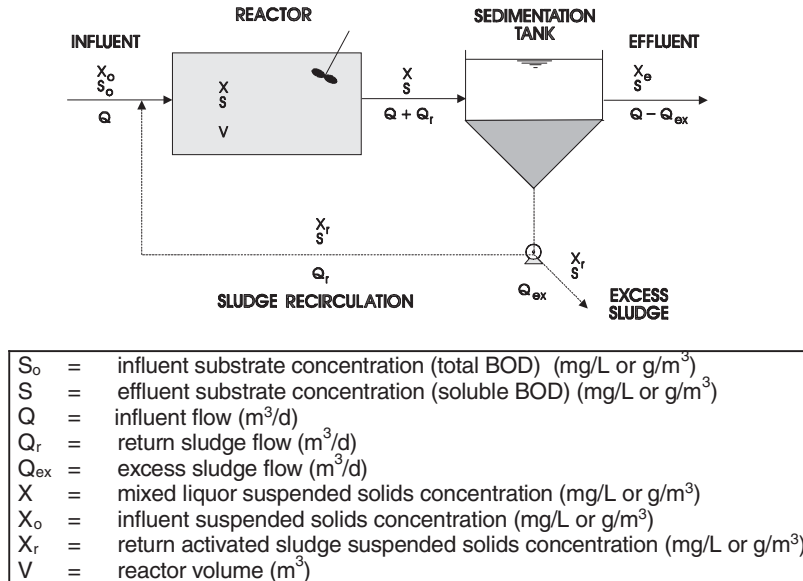 REACTOR
SEDIMENTATION
TANK
INFLUENT
EFFLUENT
Xₒ
Sₒ
Q
X
S
V
X
S
Q + Qᵣ
Xₑ
S
Q – Qₑₓ
Xᵣ
S
Qᵣ
SLUDGE RECIRCULATION
Xᵣ
S
Qₑₓ
EXCESS
SLUDGE
Sₒ = influent substrate concentration (total BOD) (mg/L or g/m³)
S = effluent substrate concentration (soluble BOD) (mg/L or g/m³)
Q = influent flow (m³/d)
Qᵣ = return sludge flow (m³/d)
Qₑₓ = excess sludge flow (m³/d)
X = mixed liquor suspended solids concentration (mg/L or g/m³)
Xₒ = influent suspended solids concentration (mg/L or g/m³)
Xᵣ = return activated sludge suspended solids concentration (mg/L or g/m³)
V = reactor volume (m³)